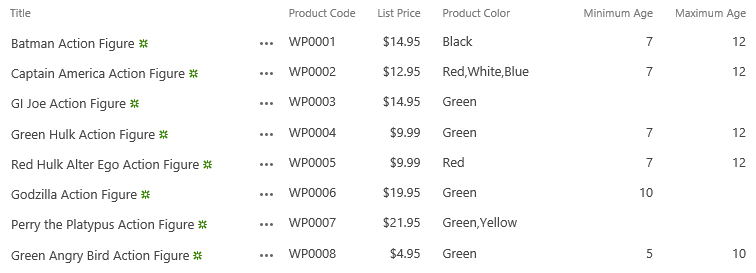 Title Product Code List Price Product Color Minimum Age Maximum Age
Batman Action Figure ... WP0001 $14.95 Black 7 12
Captain America Action Figure ... WP0002 $12.95 Red,White,Blue 7 12
GI Joe Action Figure ... WP0003 $14.95 Green
Green Hulk Action Figure ... WP0004 $9.99 Green 7 12
Red Hulk Alter Ego Action Figure ... WP0005 $9.99 Red 7 12
Godzilla Action Figure ... WP0006 $19.95 Green 10
Perry the Platypus Action Figure ... WP0007 $21.95 Green,Yellow
Green Angry Bird Action Figure ... WP0008 $4.95 Green 5 10